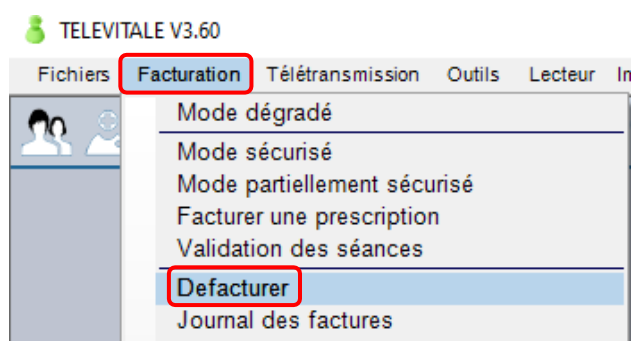 TELEVITALE V3.60
Fichiers Facturation Télétransmission Outils Lecteur
Mode dégradé
Mode sécurisé
Mode partiellement sécurisé
Facturer une prescription
Validation des séances
Defacturer
Journal des factures